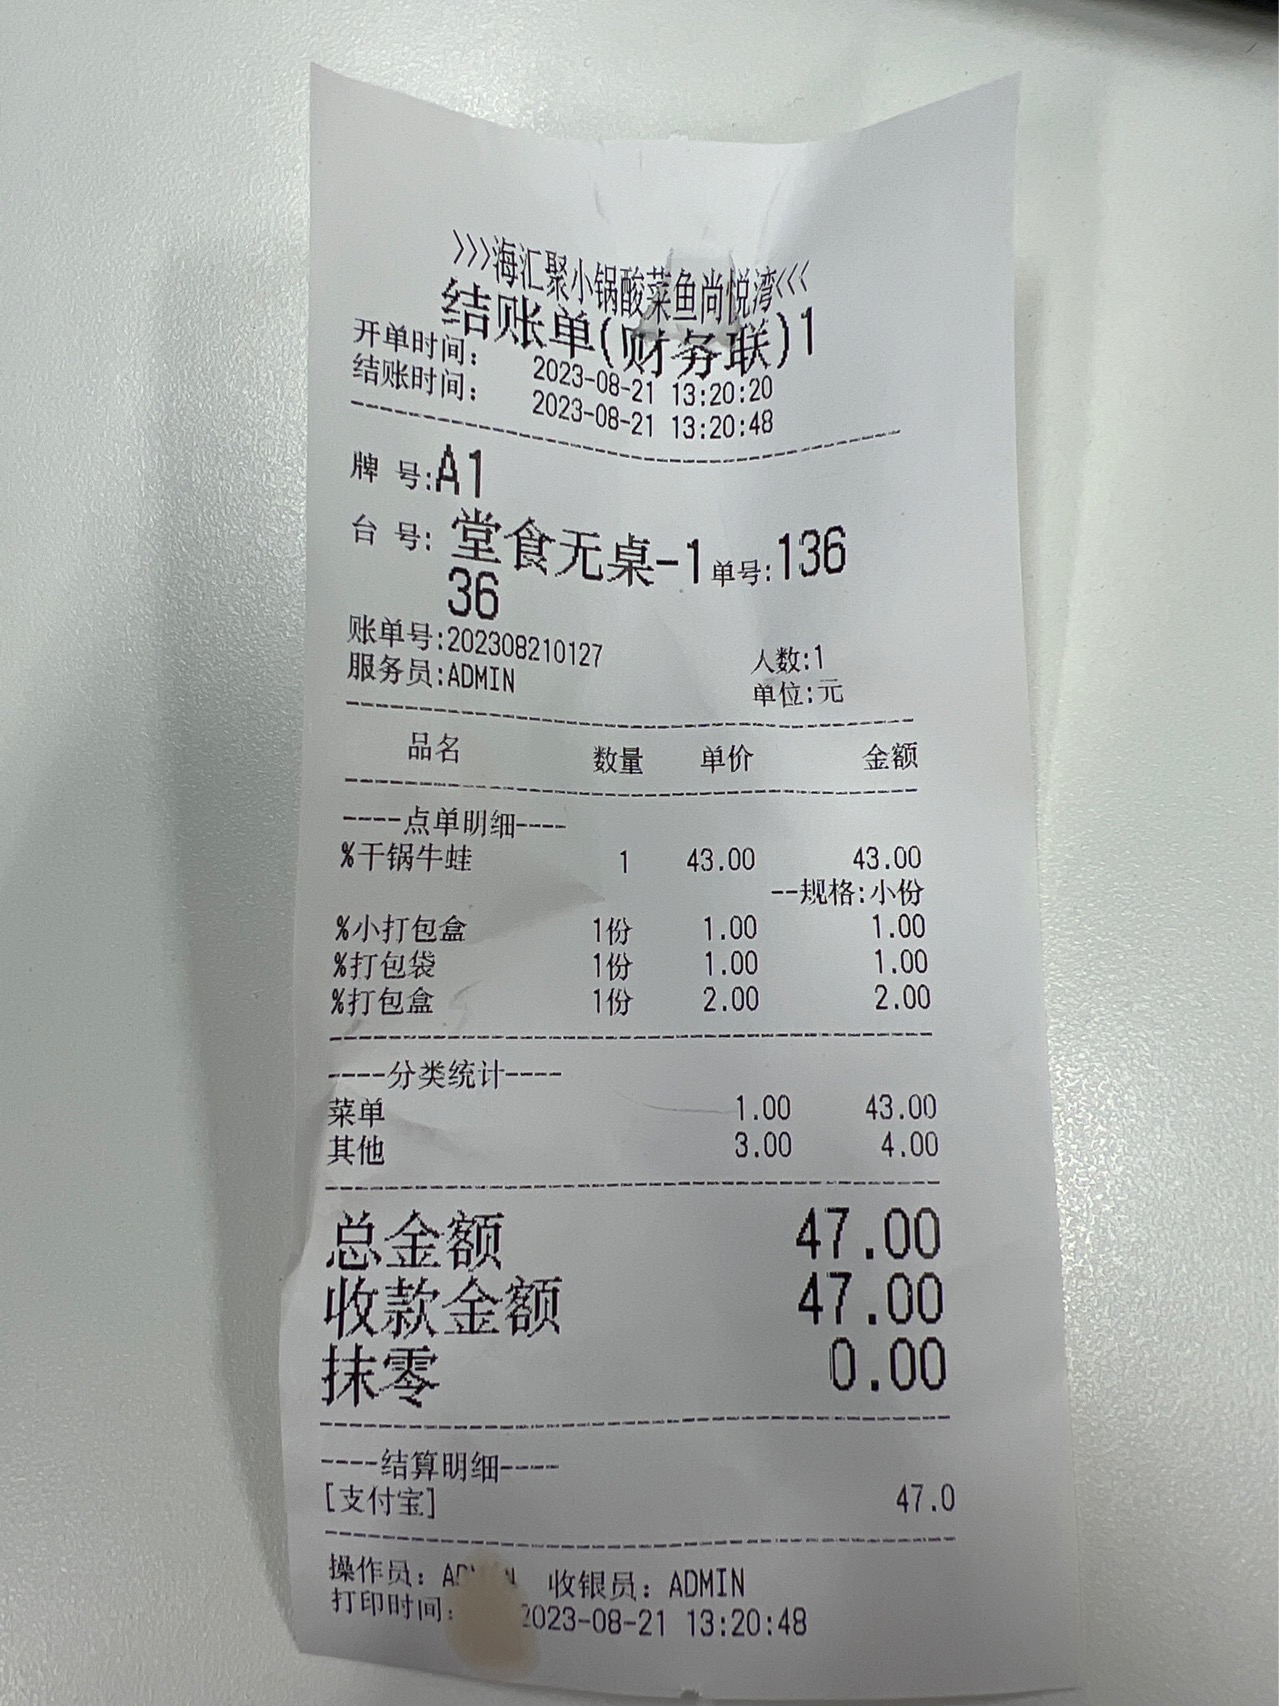 >>>海汇聚小锅酸菜鱼尚悦湾<<<
结账单(财务联)1
开单时间: 2023-08-21 13:20:20
结账时间: 2023-08-21 13:20:48
牌 号:A1
台 号: 堂食无桌-1 单号:136
36
账单号:202308210127 人数:1
服务员:ADMIN 单位:元
品名 数量 单价 金额
----点单明细----
%干锅牛蛙 1 43.00 43.00
--规格:小份
%小打包盒 1份 1.00 1.00
%打包袋 1份 1.00 1.00
%打包盒 1份 2.00 2.00
----分类统计----
菜单 1.00 43.00
其他 3.00 4.00
总金额 47.00
收款金额 47.00
抹零 0.00
----结算明细----
[支付宝] 47.0
操作员: 收银员: ADMIN
打印时间: 2023-08-21 13:20:48